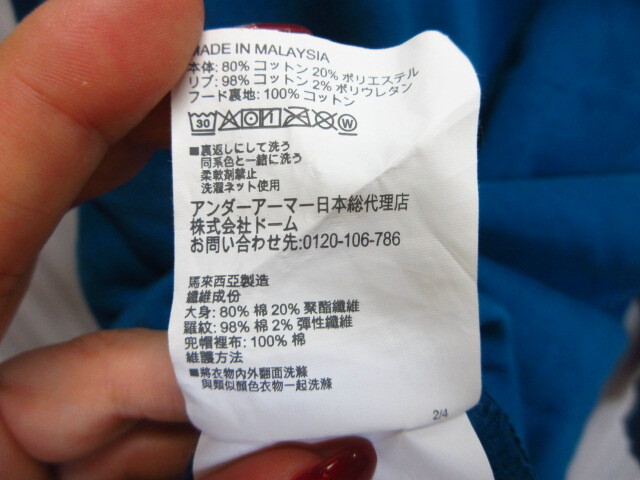 MADE IN MALAYSIA
本体: 80% コットン 20% ポリエステル
リブ: 98% コットン 2% ポリウレタン
フード裏地: 100% コットン
30 W
■裏返しにして洗う
同系色と一緒に洗う
柔軟剤禁止
洗濯ネット使用
アンダーアーマー日本総代理店
株式会社ドーム
お問い合わせ先:0120-106-786
馬來西亞製造
纖維成份
大身: 80% 棉 20% 聚酯纖維
羅紋: 98% 棉 2% 彈性纖維
兜帽裡布: 100% 棉
維護方法
■將衣物內外翻面洗滌
與類似顏色衣物一起洗滌
2/4